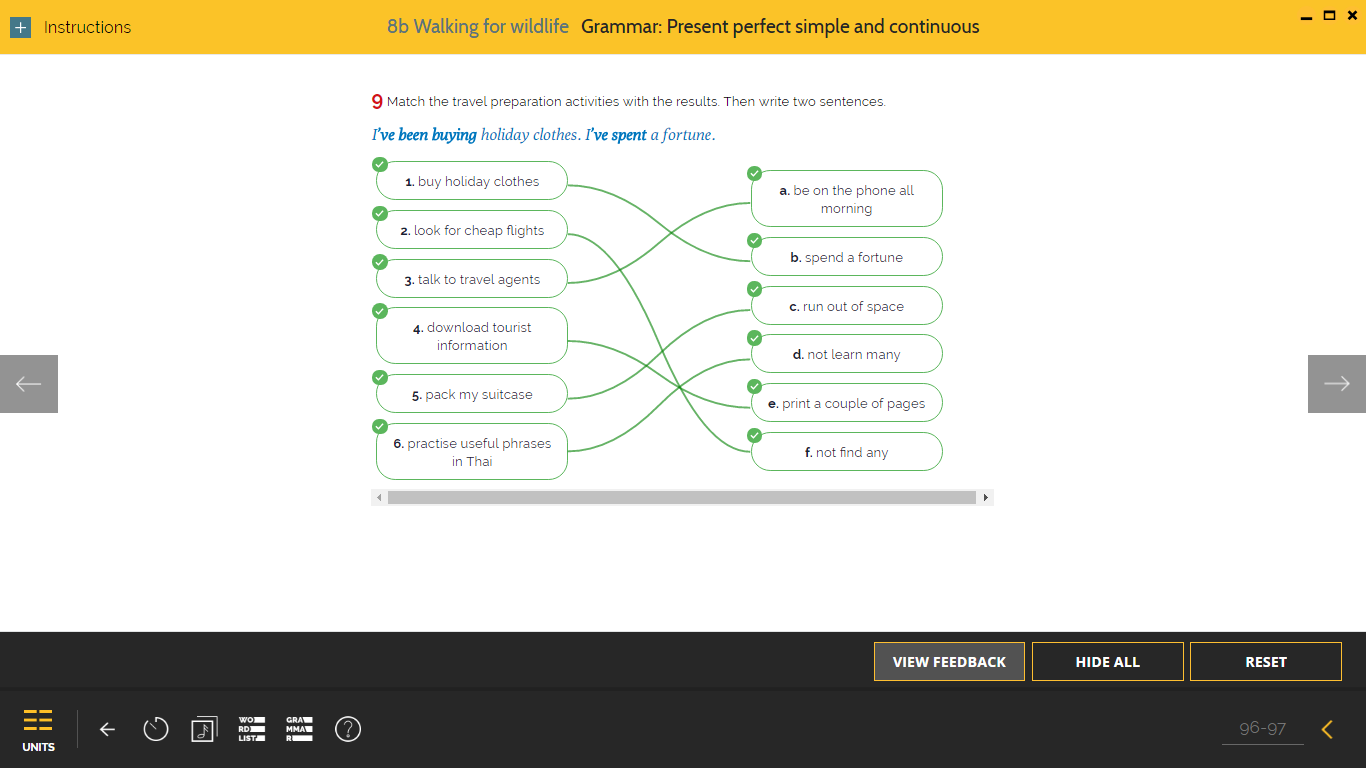 Instructions
8b Walking for wildlife Grammar: Present perfect simple and continuous
9 Match the travel preparation activities with the results. Then write two sentences.
I've been buying holiday clothes. I've spent a fortune.
1. buy holiday clothes
2. look for cheap flights
3. talk to travel agents
4. download tourist
information
5. pack my suitcase
6. practise useful phrases
in Thai
a. be on the phone all
morning
b. spend a fortune
c. run out of space
d. not learn many
e. print a couple of pages
f. not find any
VIEW FEEDBACK
HIDE ALL
RESET
UNITS
WO
RD
LIST
GRA
MMA
R
?
96-97